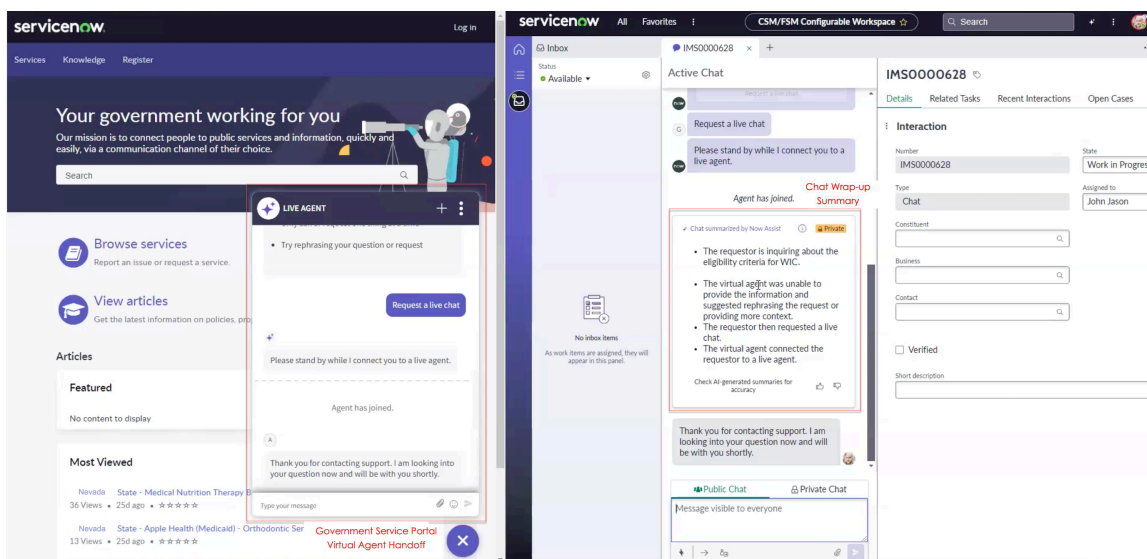 servicenow
Log in
Services Knowledge Register
Your government working for you
Our mission is to connect people to public services and information, quickly and
easily, via a communication channel of their choice.
Search
Browse services
Report an issue or request a service.
View articles
Get the latest information on policies,
Articles
Featured
No content to display
Most Viewed
Nevada State - Medical Nutrition Therapy
36 Views • 25d ago
Nevada State - Apple Health (Medicaid) - Orthodontic Ser
13 Views • 25d ago
LIVE AGENT
• Try rephrasing your question or request
Request a live chat
Please stand by while I connect you to a live agent.
Agent has joined.
A
Thank you for contacting support. I am looking into
your question now and will be with you shortly.
Type your message
Government Service Portal
Virtual Agent Handoff
servicenow All Favorites CSM/FSM Configurable Workspace Search
Inbox
Status
Available
No inbox items
As work items are assigned, they will
appear in this panel.
IMS0000628
Active Chat
now
Request a live chat
G
Request a live chat
Please stand by while I connect you to a
live agent.
now
Agent has joined.
Chat Wrap-up
Summary
Chat summarized by Now Assist Private
• The requestor is inquiring about the
eligibility criteria for WIC.
• The virtual agent was unable to
provide the information and
suggested rephrasing the request or
providing more context.
• The requestor then requested a live
chat.
• The virtual agent connected the
requestor to a live agent.
Check AI-generated summaries for
accuracy
Thank you for contacting support. I am
looking into your question now and will
be with you shortly.
Public Chat Private Chat
Message visible to everyone
IMS0000628
Details Related Tasks Recent Interactions Open Cases
Interaction
Number State
IMS0000628 Work in Progres
Type Assigned to
Chat John Jason
Constituent
Business
Contact
Verified
Short description